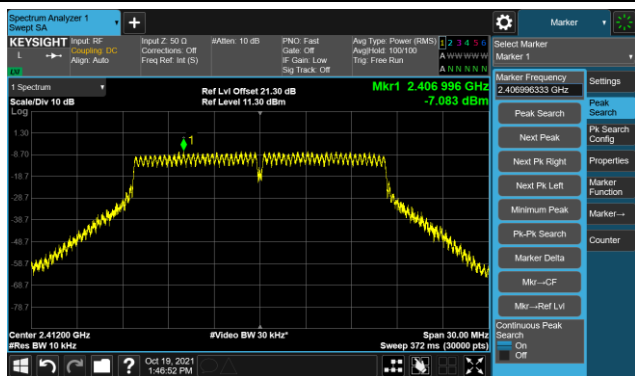 Spectrum Analyzer 1
Swept SA
Marker
KEYSIGHT
L
Input: RF
Coupling: DC
Align: Auto
Input Z: 50 Ω
Corrections: Off
Freq Ref: Int (S)
#Atten: 10 dB
PNO: Fast
Gate: Off
IF Gain: Low
Sig Track: Off
Avg Type: Power (RMS)
Avg|Hold: 100/100
Trig: Free Run
1 2 3 4 5 6
A W W W W W
A N N N N N
Select Marker
Marker 1
1 Spectrum
Scale/Div 10 dB
Log
Ref Lvl Offset 21.30 dB
Ref Level 11.30 dBm
Mkr1 2.406 996 GHz
-7.083 dBm
1
1.30
-8.70
-18.7
-28.7
-38.7
-48.7
-58.7
-68.7
-78.7
Center 2.41200 GHz
#Res BW 10 kHz
#Video BW 30 kHz*
Span 30.00 MHz
Sweep 372 ms (30000 pts)
Marker Frequency
2.406996333 GHz
Peak Search
Next Peak
Next Pk Right
Next Pk Left
Minimum Peak
Pk-Pk Search
Marker Delta
Mkr→CF
Mkr→Ref Lvl
Continuous Peak
Search
On
Off
Settings
Peak
Search
Pk Search
Config
Properties
Marker
Function
Marker→
Counter
?
Oct 19, 2021
1:46:52 PM